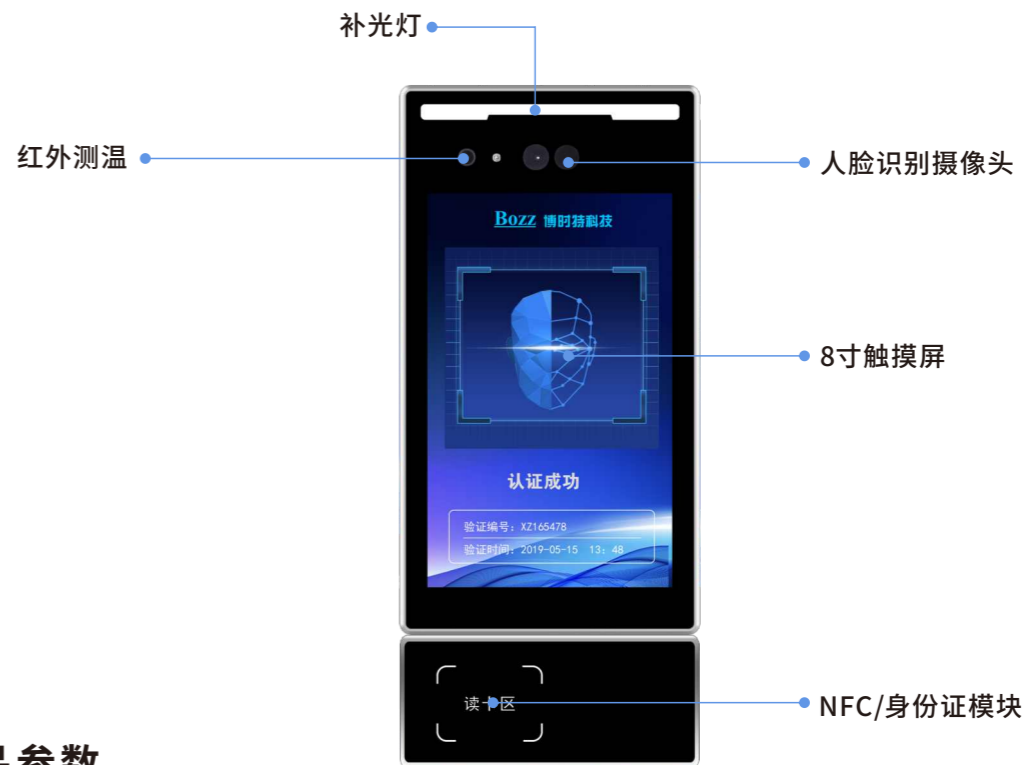 补光灯
红外测温
人脸识别摄像头
Bozz 博时特科技
8寸触摸屏
认证成功
验证编号：XZ165478
验证时间：2019-05-15 13：48
读卡区
NFC/身份证模块
参数